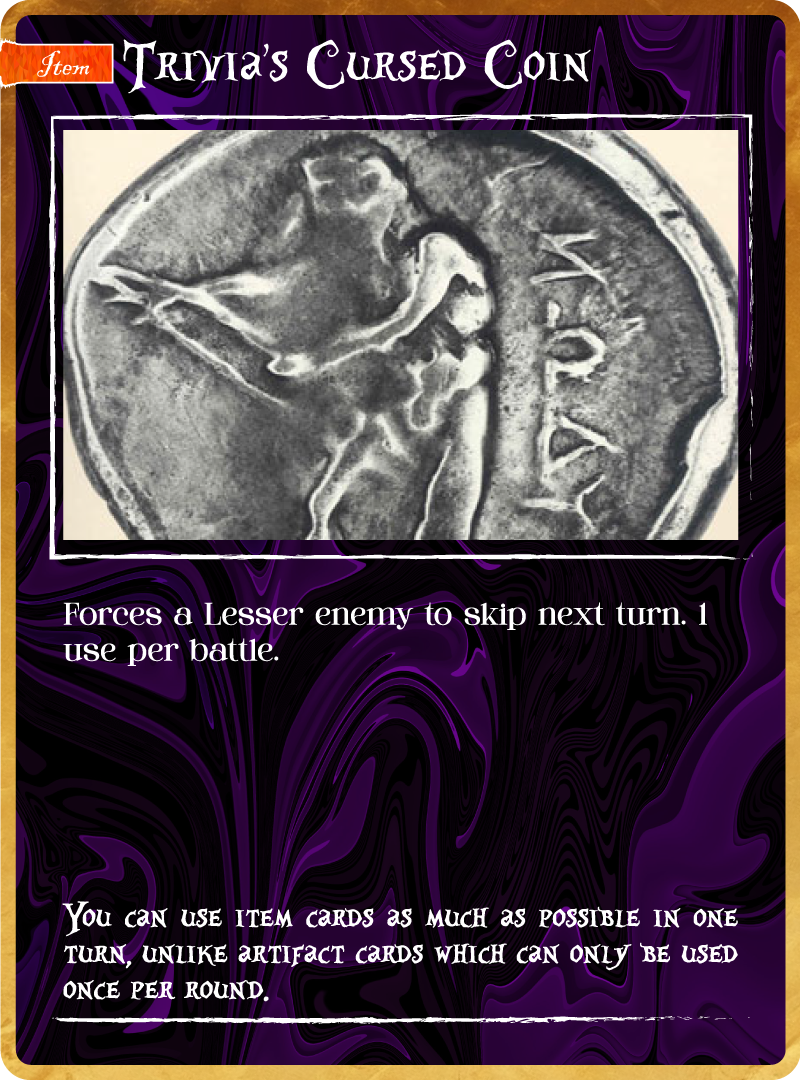 Item
Trivia's Cursed Coin
Forces a Lesser enemy to skip next turn. 1
use per battle.
You can use item cards as much as possible in one
turn, unlike artifact cards which can only be used
once per round.